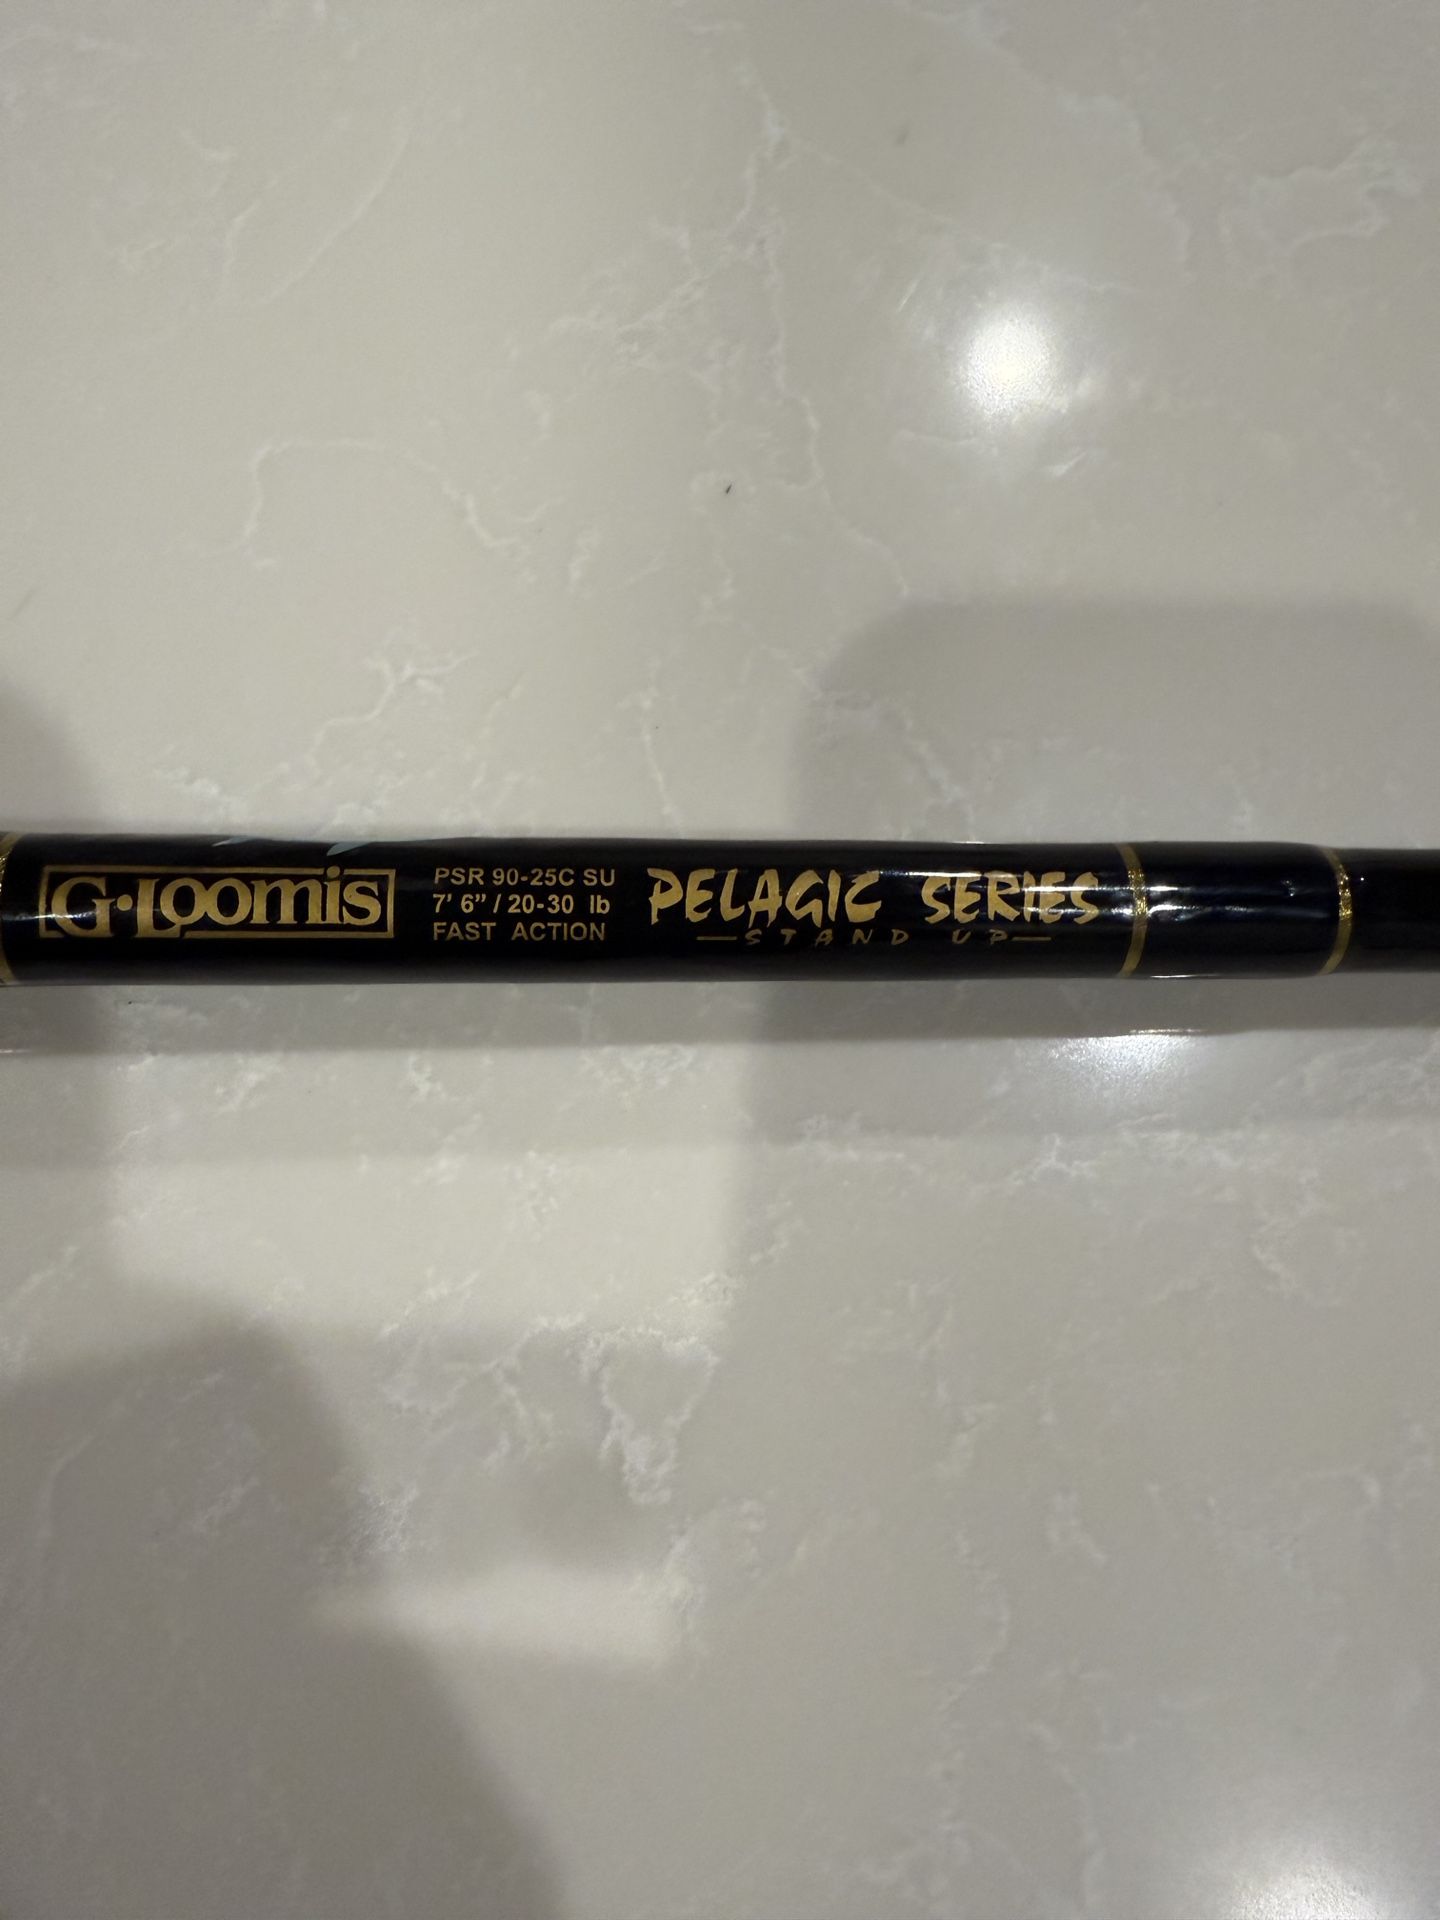 G·Loomis
PSR 90-25C SU
7' 6" / 20-30 lb
FAST ACTION
PELAGIC SERIES
—STAND UP—